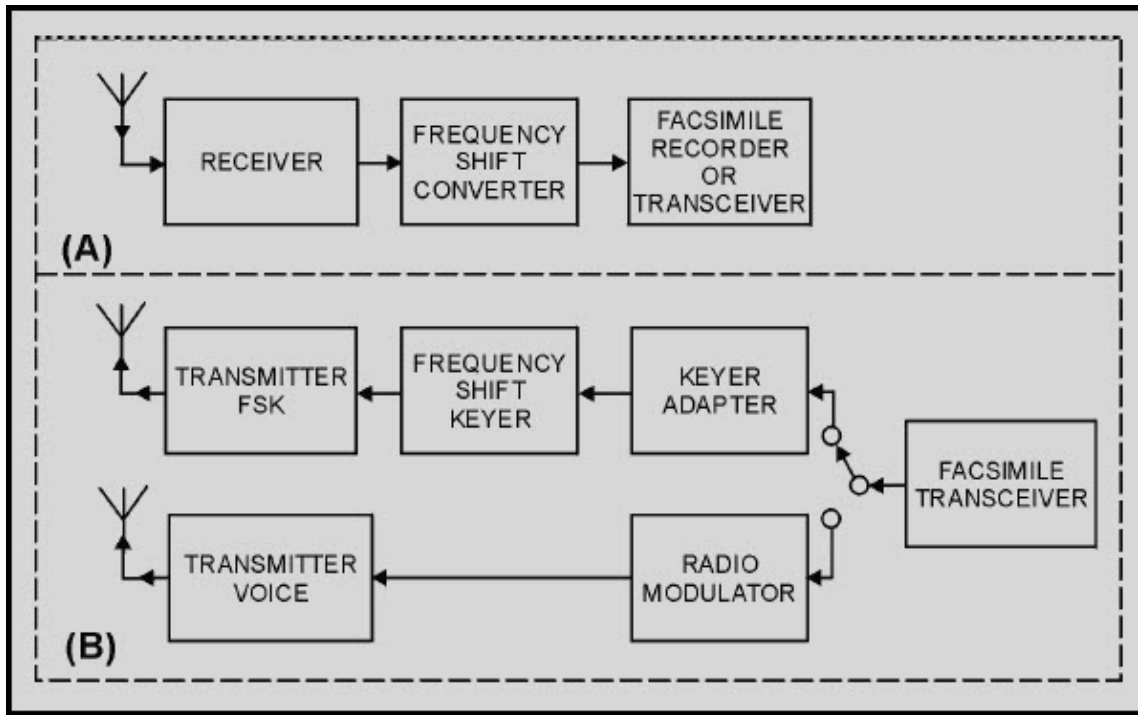 RECEIVER
FREQUENCY
SHIFT
CONVERTER
FACSIMILE
RECORDER
OR
TRANSCEIVER
(A)
TRANSMITTER
FSK
FREQUENCY
SHIFT
KEYER
KEYER
ADAPTER
FACSIMILE
TRANSCEIVER
TRANSMITTER
VOICE
RADIO
MODULATOR
(B)